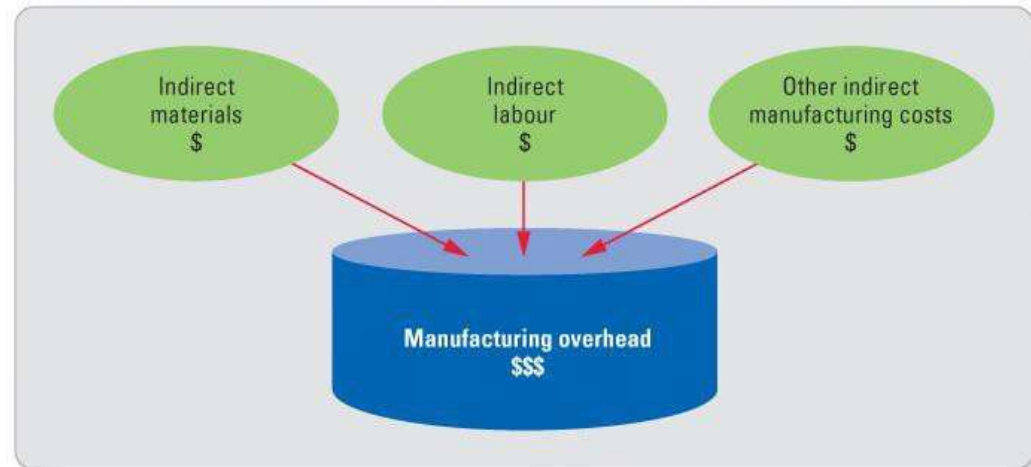 Indirect
materials
$
Indirect
labour
$
Other indirect
manufacturing costs
$
Manufacturing overhead
$$$